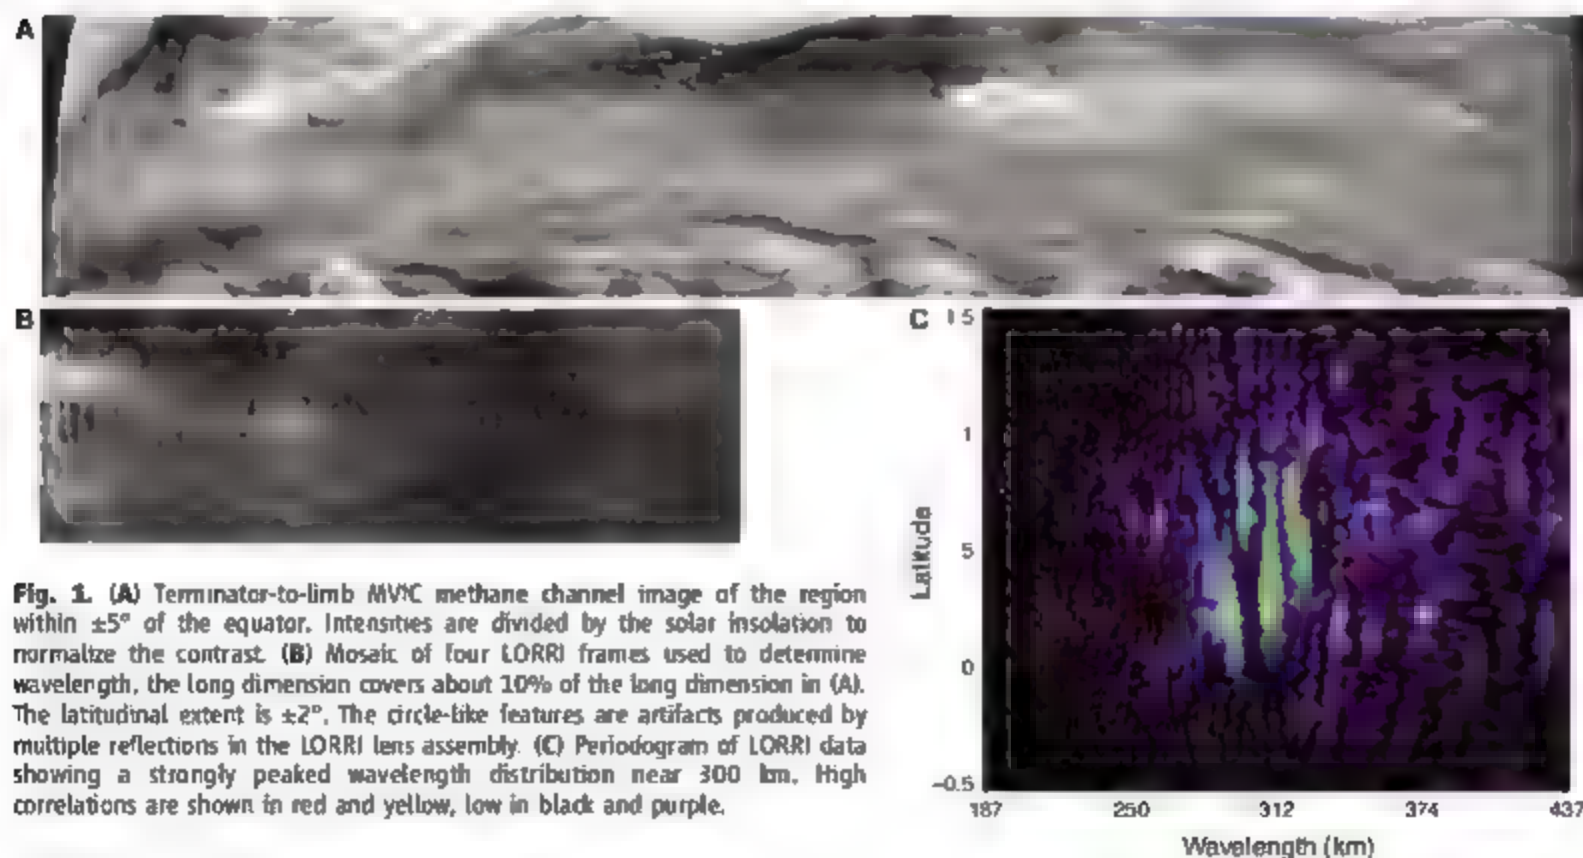 A
B
C
1 5
1
5
0
-0.5
Latitude
187 250 312 374 437
Wavelength (km)
Fig. 1. (A) Terminator-to-limb MVIC methane channel image of the region
within ±5° of the equator. Intensities are divided by the solar insolation to
normalize the contrast. (B) Mosaic of four LORRI frames used to determine
wavelength, the long dimension covers about 10% of the long dimension in (A).
The latitudinal extent is ±2°. The circle-like features are artifacts produced by
multiple reflections in the LORRI lens assembly. (C) Periodogram of LORRI data
showing a strongly peaked wavelength distribution near 300 km. High
correlations are shown in red and yellow, low in black and purple.